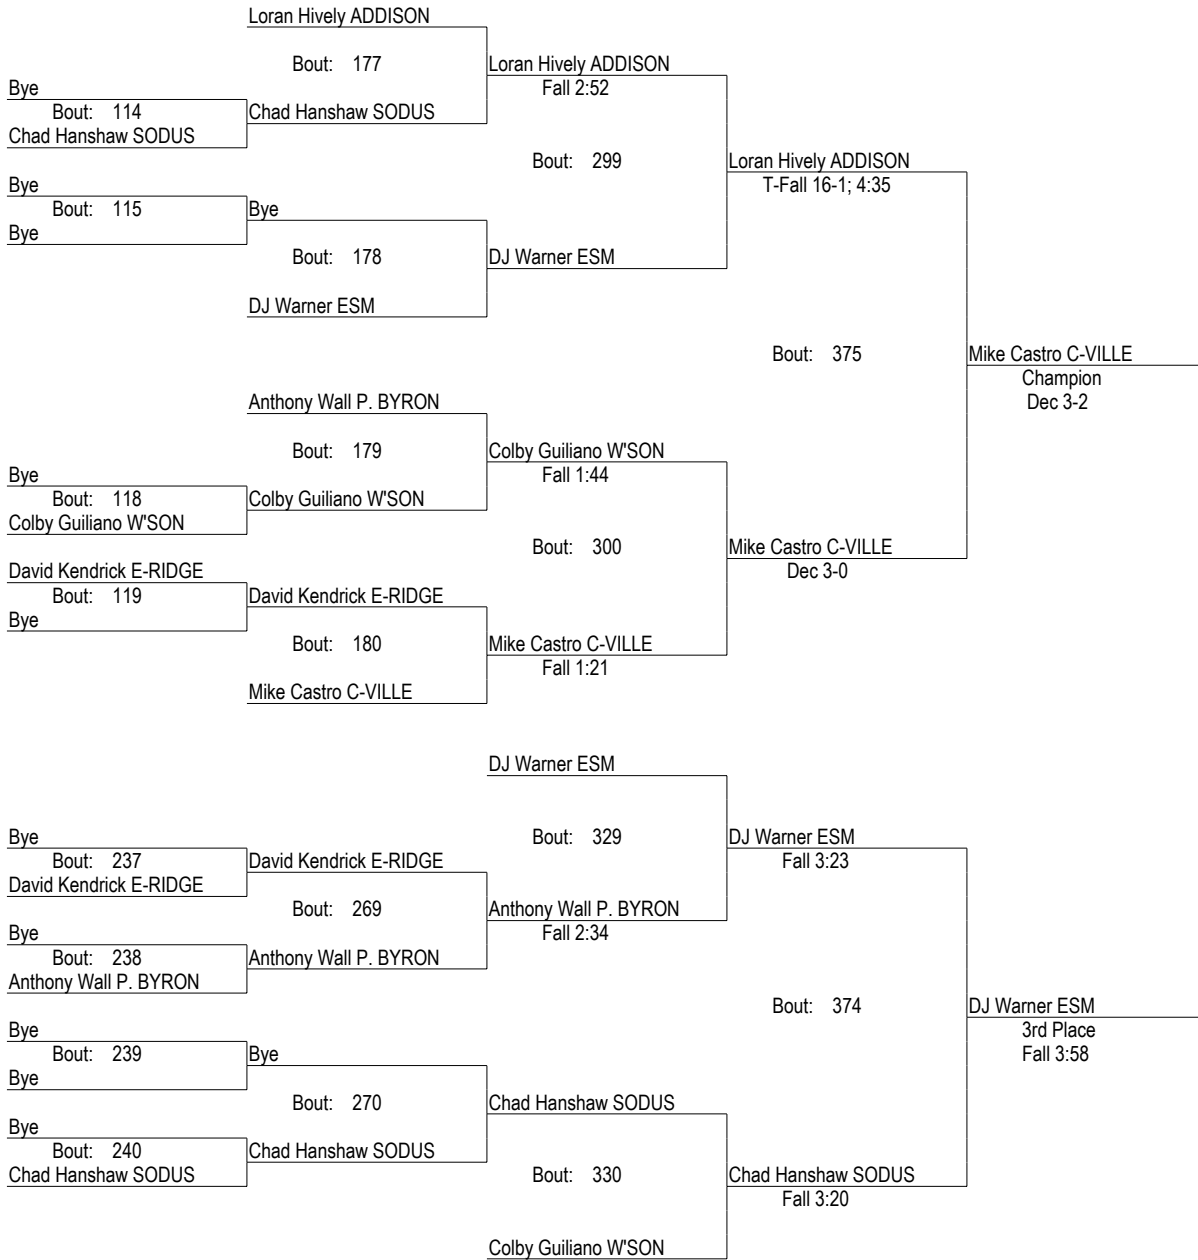 Loran Hively ADDISON
Bout: 177
Loran Hively ADDISON
Bye
Fall 2:52
Bout: 114
Chad Hanshaw SODUS
Chad Hanshaw SODUS
Bout: 299
Loran Hively ADDISON
Bye
T-Fall 16-1; 4:35
Bout: 115
Bye
Bye
Bout: 178
DJ Warner ESM
DJ Warner ESM
Bout: 375
Mike Castro C-VILLE
Champion
Anthony Wall P. BYRON
Dec 3-2
Bout: 179
Colby Guiliano W'SON
Bye
Fall 1:44
Bout: 118
Colby Guiliano W'SON
Colby Guiliano W'SON
Bout: 300
Mike Castro C-VILLE
David Kendrick E-RIDGE
Dec 3-0
Bout: 119
David Kendrick E-RIDGE
Bye
Bout: 180
Mike Castro C-VILLE
Fall 1:21
Mike Castro C-VILLE
DJ Warner ESM
Bye
Bout: 329
DJ Warner ESM
Bout: 237
David Kendrick E-RIDGE
Fall 3:23
David Kendrick E-RIDGE
Bout: 269
Anthony Wall P. BYRON
Bye
Fall 2:34
Bout: 238
Anthony Wall P. BYRON
Anthony Wall P. BYRON
Bout: 374
DJ Warner ESM
Bye
3rd Place
Bout: 239
Bye
Fall 3:58
Bye
Bout: 270
Chad Hanshaw SODUS
Bye
Bout: 240
Chad Hanshaw SODUS
Chad Hanshaw SODUS
Bout: 330
Chad Hanshaw SODUS
Fall 3:20
Colby Guiliano W'SON